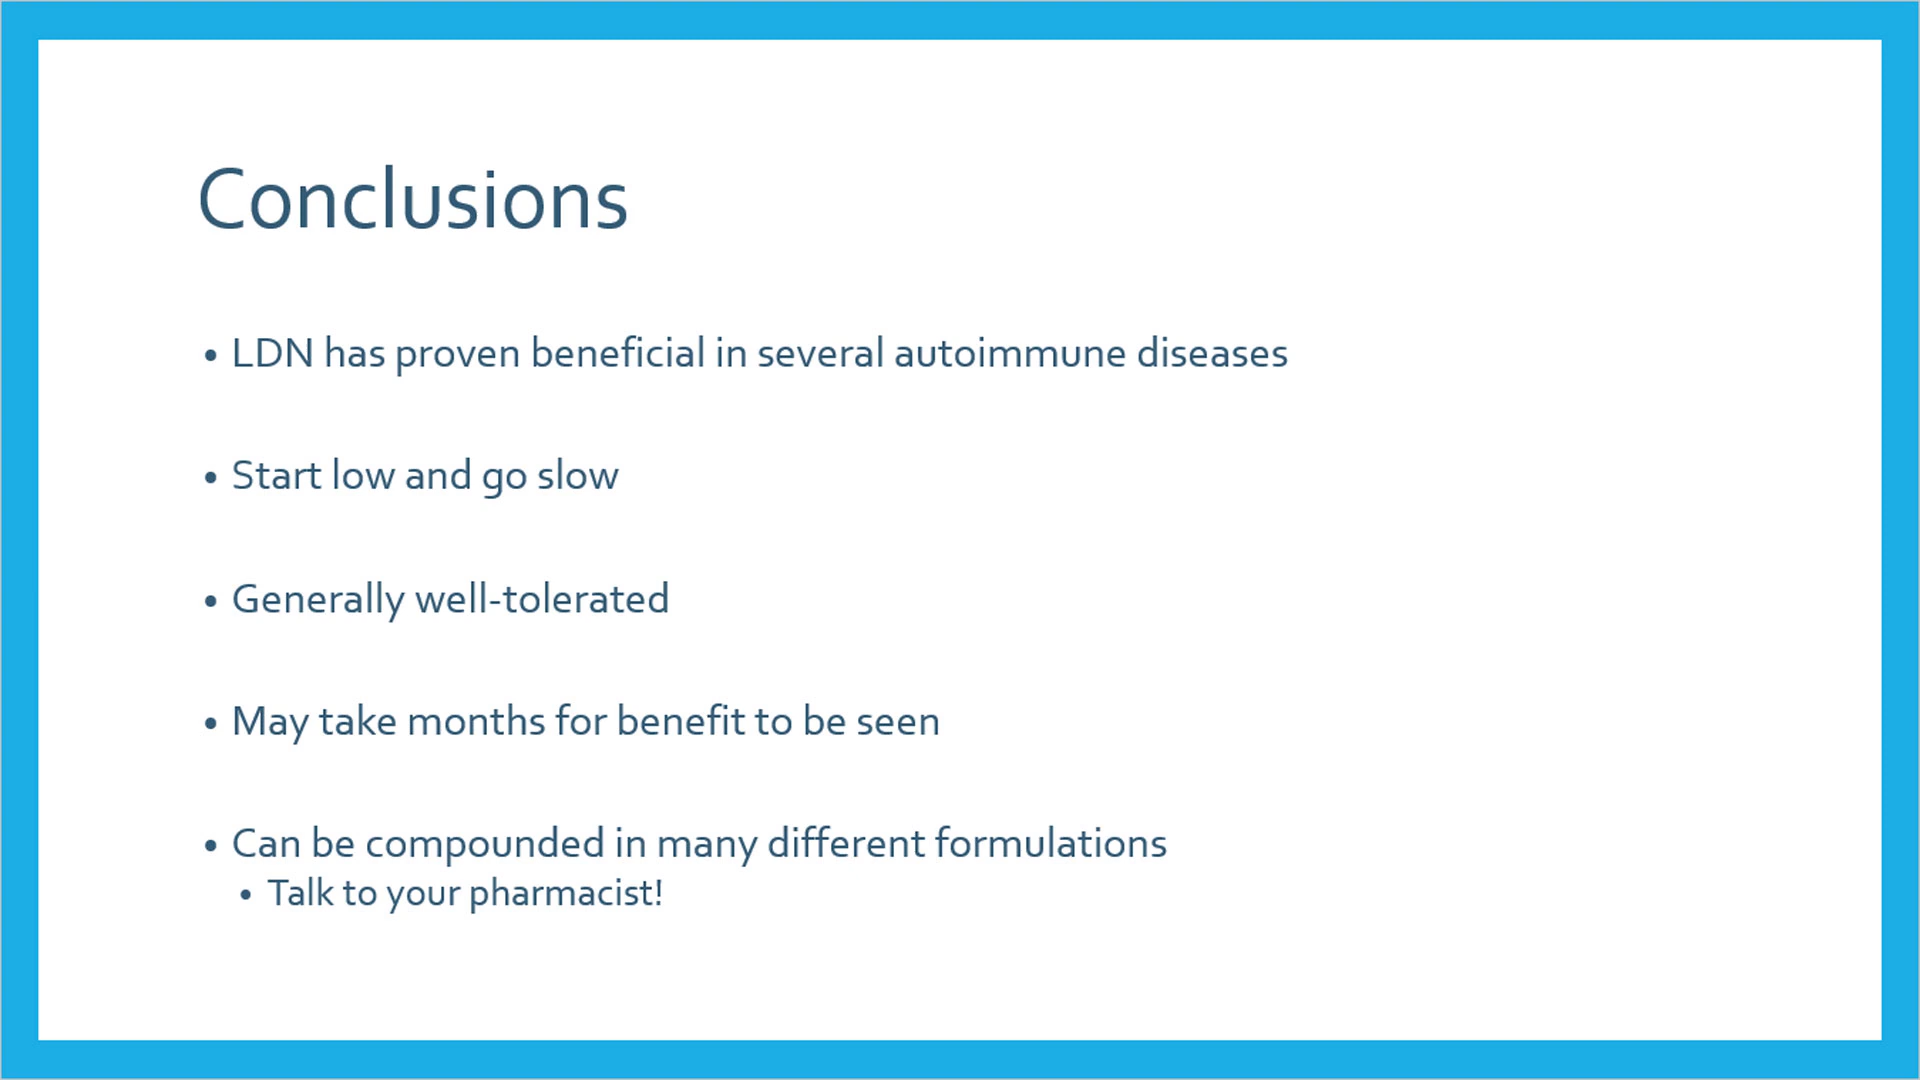 Conclusions
• LDN has proven beneficial in several autoimmune diseases
• Start low and go slow
• Generally well-tolerated
• May take months for benefit to be seen
• Can be compounded in many different formulations
• Talk to your pharmacist!